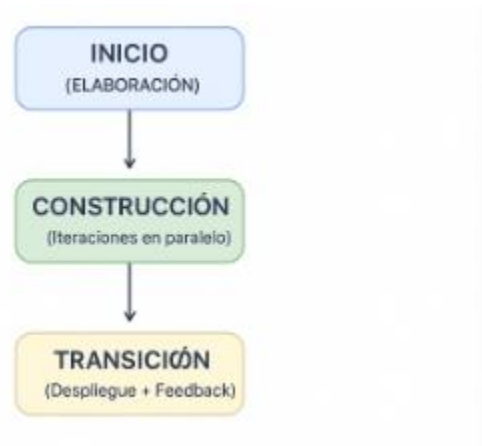 INICIO
(ELABORACIÓN)
CONSTRUCCIÓN
(Iteraciones en paralelo)
TRANSICIÓN
(Despliegue + Feedback)